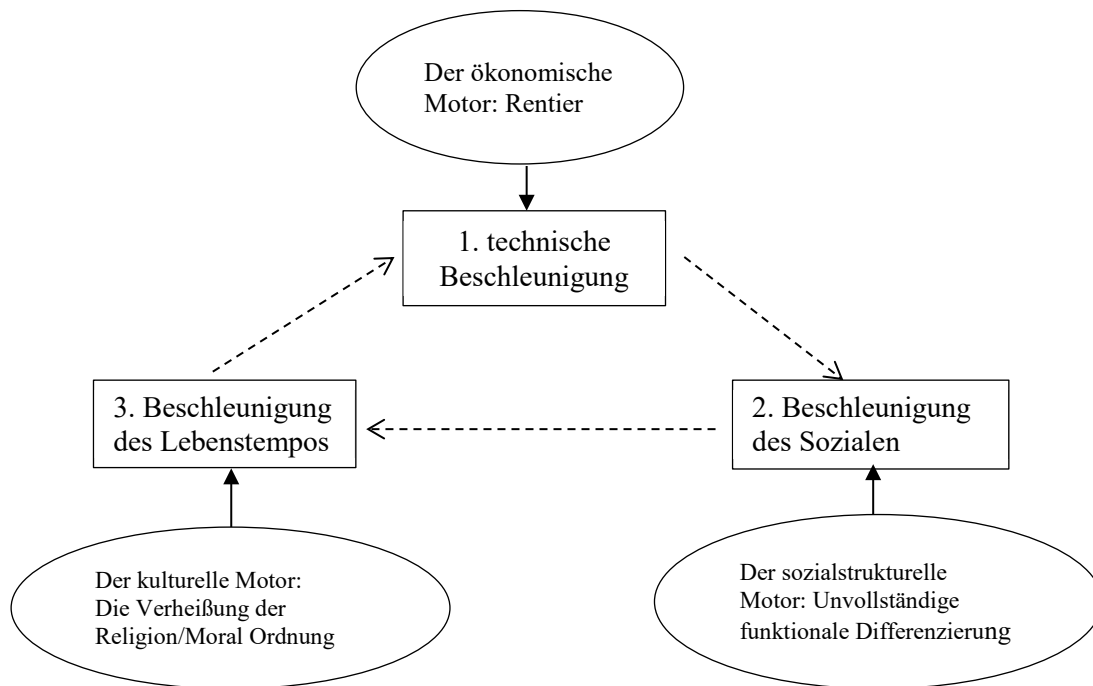 Der ökonomische
Motor: Rentier
1. technische
Beschleunigung
3. Beschleunigung
des Lebenstempos
2. Beschleunigung
des Sozialen
Der kulturelle Motor:
Die Verheißung der
Religion/Moral Ordnung
Der sozialstrukturelle
Motor: Unvollständige
funktionale Differenzierung